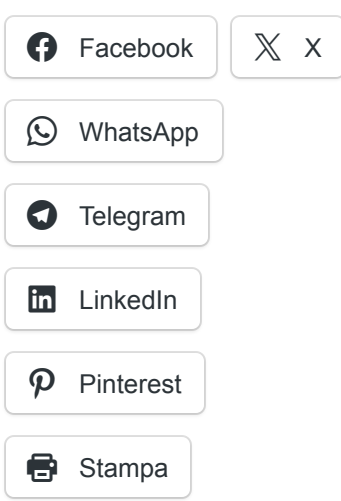 Facebook X
WhatsApp
Telegram
LinkedIn
Pinterest
Stampa